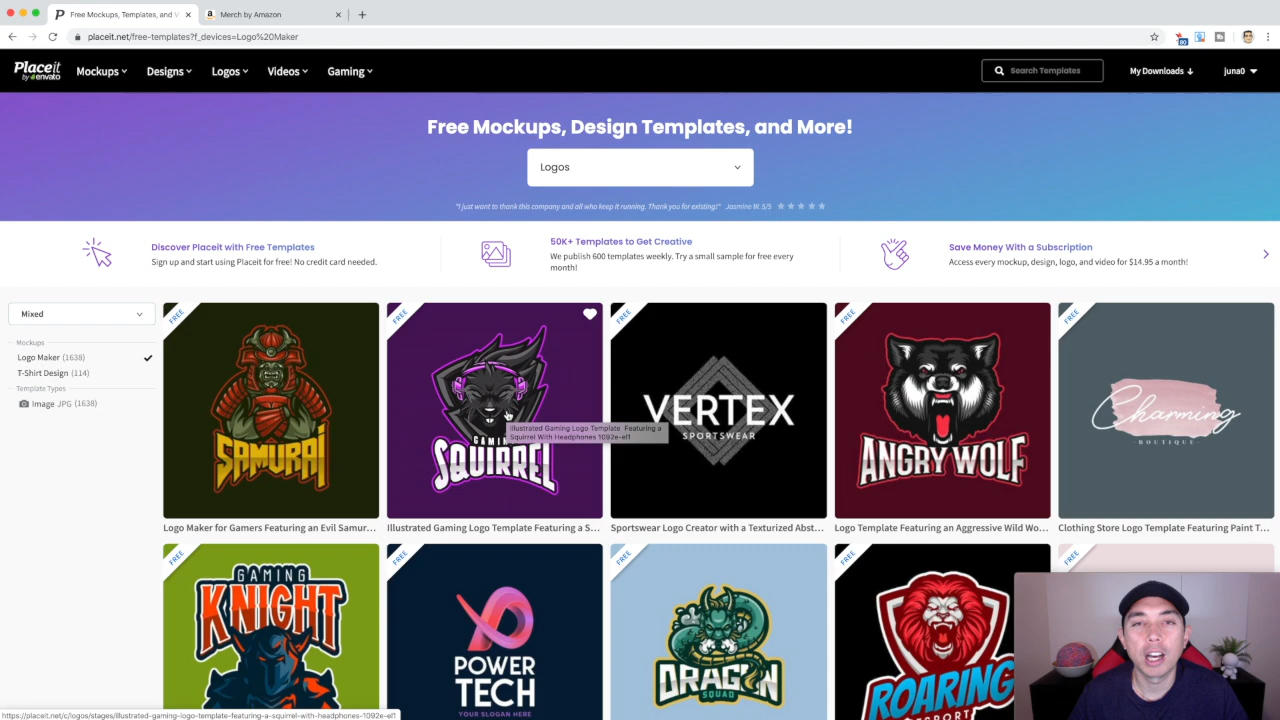 Free Mockups, Templates, and V
Merch by Amazon
placeit.net/free-templates?f_devices=Logo%20Maker
80
Placeit
by envato
Mockups
Designs
Logos
Videos
Gaming
Search Templates
My Downloads
juna0
Free Mockups, Design Templates, and More!
Logos
"I just want to thank this company and all who keep it running. Thank you for existing!" Jasmine W. 5/5
Discover Placeit with Free Templates
Sign up and start using Placeit for free! No credit card needed.
50K+ Templates to Get Creative
We publish 600 templates weekly. Try a small sample for free every
month!
Save Money With a Subscription
Access every mockup, design, logo, and video for $14.95 a month!
Mixed
Mockups
Logo Maker (1638)
T-Shirt Design (114)
Template Types
Image JPG (1638)
FREE
SAMURAI
Logo Maker for Gamers Featuring an Evil Samur...
FREE
GAMING
SQUIRREL
Illustrated Gaming Logo Template Featuring a
Squirrel With Headphones 1092e-el1
Illustrated Gaming Logo Template Featuring a S...
FREE
VERTEX
SPORTSWEAR
Sportswear Logo Creator with a Texturized Abst...
FREE
ANGRY WOLF
Logo Template Featuring an Aggressive Wild Wo...
FREE
Charming
BOUTIQUE
Clothing Store Logo Template Featuring Paint T...
FREE
GAMING
KNIGHT
FREE
POWER
TECH
YOUR SLOGAN HERE
FREE
DRAGON
SQUAD
FREE
ROARING
ESPORT
FREE
https://placeit.net/c/logos/stages/illustrated-gaming-logo-template-featuring-a-squirrel-with-headphones-1092e-el1